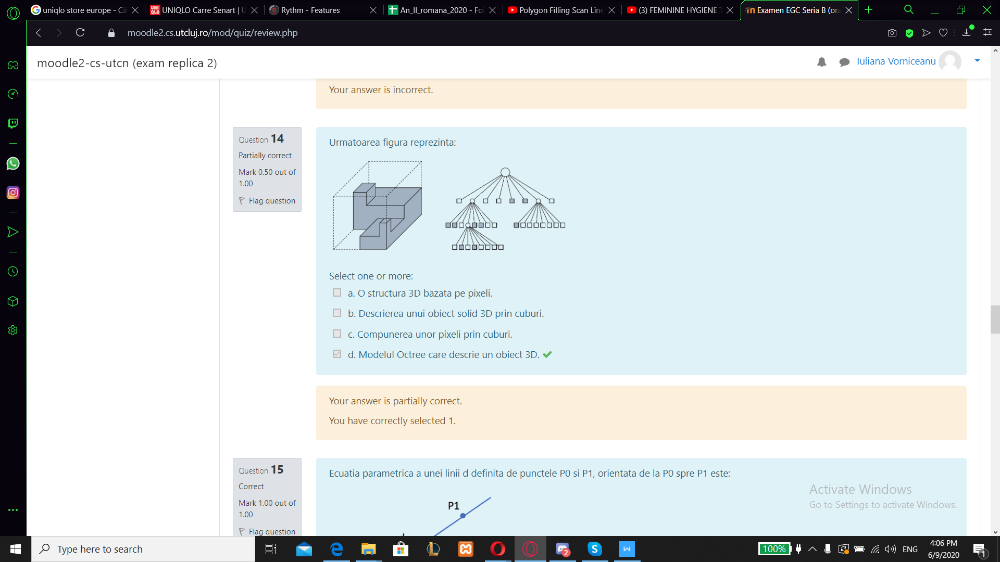 uniqlo store europe - Că
UNIQLO Carre Senart | U
Rythm - Features
An_II_romana_2020 - Foi
Polygon Filling Scan Line
(3) FEMININE HYGIENE T
Examen EGC Seria B (ora
moodle2.cs.utcluj.ro/mod/quiz/review.php
moodle2-cs-utcn (exam replica 2)
Iuliana Vorniceanu
Your answer is incorrect.
Question 14
Partially correct
Mark 0.50 out of
1.00
Flag question
Urmatoarea figura reprezinta:
Select one or more:
a. O structura 3D bazata pe pixeli.
b. Descrierea unui obiect solid 3D prin cuburi.
c. Compunerea unor pixeli prin cuburi.
d. Modelul Octree care descrie un obiect 3D.
Your answer is partially correct.
You have correctly selected 1.
Question 15
Correct
Mark 1.00 out of
1.00
Flag question
Ecuatia parametrica a unei linii d definita de punctele P0 si P1, orientata de la P0 spre P1 este:
P1
Activate Windows
Go to Settings to activate Windows.
Type here to search
2
100%
ENG
4:06 PM
6/9/2020
1